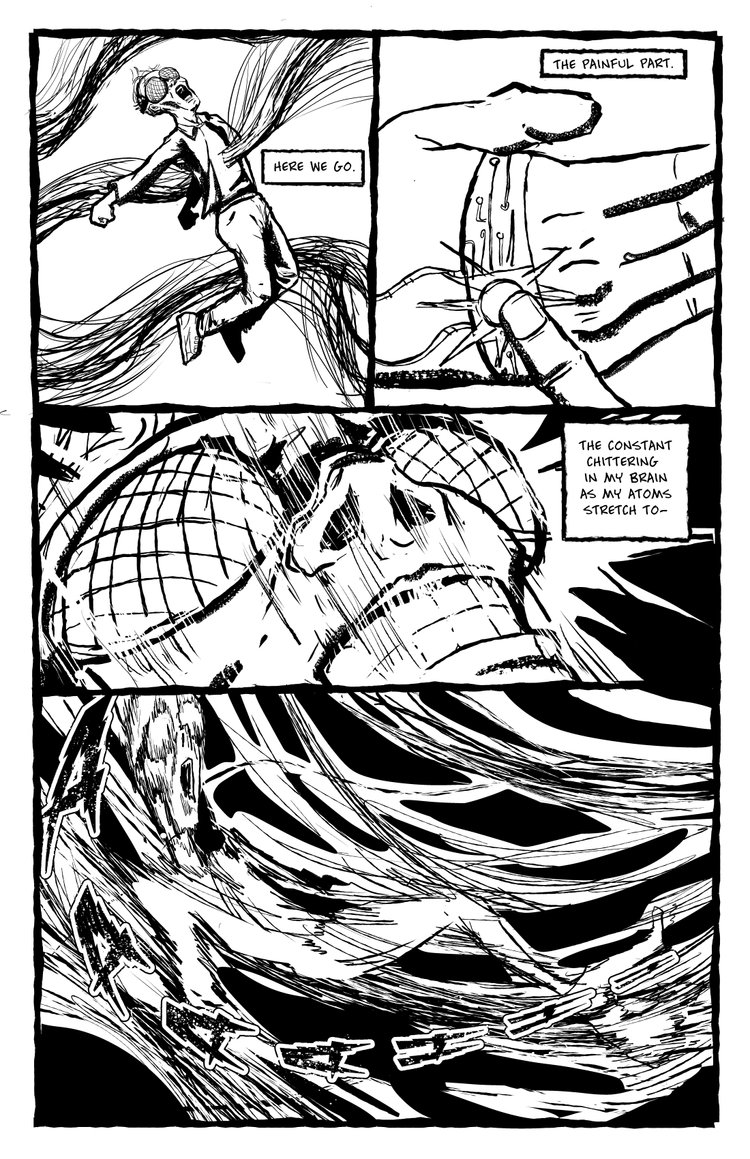 HERE WE GO.
THE PAINFUL PART.
THE CONSTANT
CHITTERING
IN MY BRAIN
AS MY ATOMS
STRETCH TO-